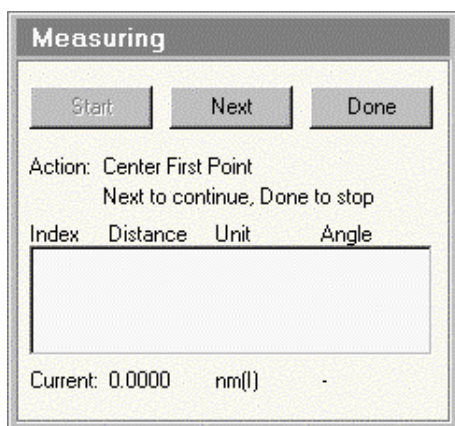 Measuring
Start Next Done
Action: Center First Point
Next to continue, Done to stop
Index Distance Unit Angle
Current: 0.0000 nm(I) -